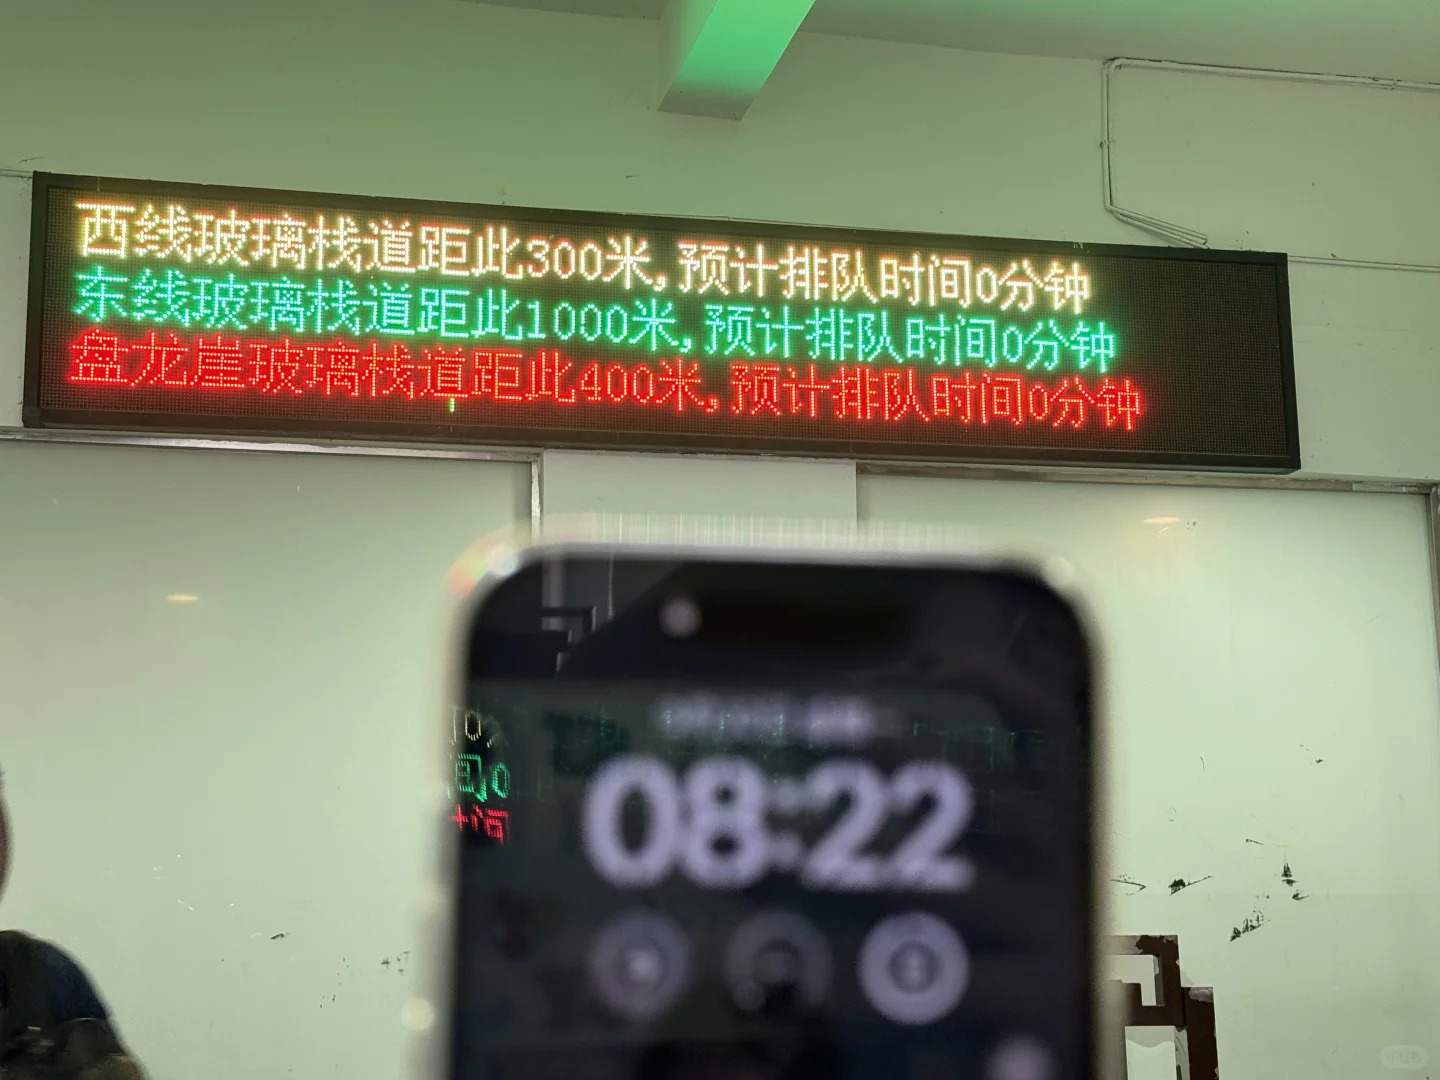 西线玻璃栈道距此300米,预计排队时间0分钟
东线玻璃栈道距此1000米,预计排队时间0分钟
盘龙崖玻璃栈道距此400米,预计排队时间0分钟
08:22